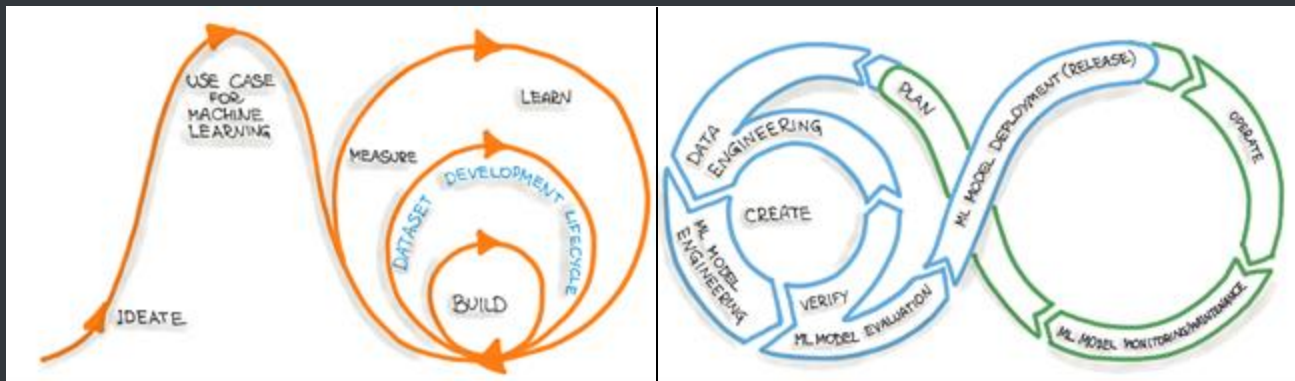 USE CASE
FOR
MACHINE
LEARNING
IDEATE
MEASURE
LEARN
DATASET DEVELOPMENT LIFECYCLE
BUILD
DATA
ENGINEERING
PLAN
CREATE
ML MODEL
ENGINEERING
VERIFY
ML MODEL EVALUATION
ML MODEL DEPLOYMENT (RELEASE)
OPERATE
ML MODEL MONITORING/MAINTENANCE